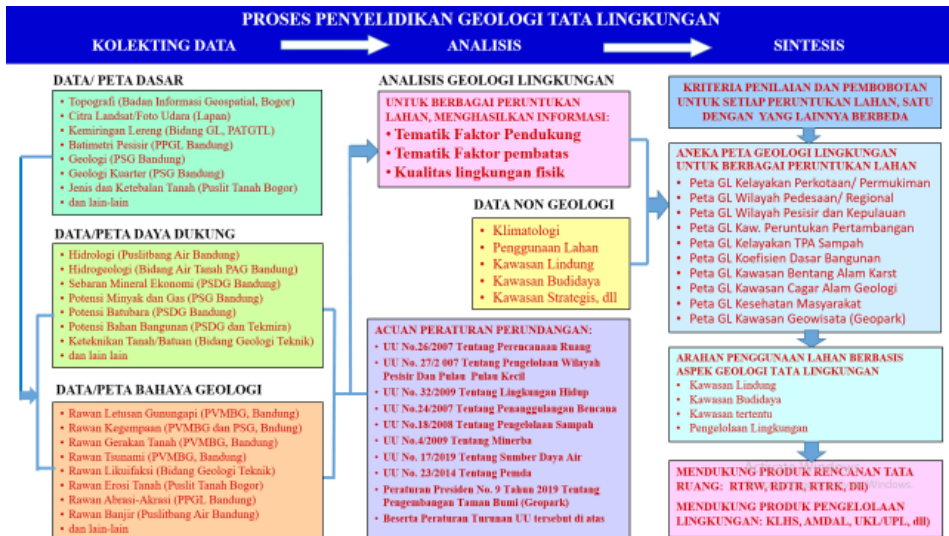 PROSES PENYELIDIKAN GEOLOGI TATA LINGKUNGAN
KOLEKTING DATA
ANALISIS
SINTESIS
DATA/ PETA DASAR
• Topografi (Badan Informasi Geospatial, Bogor)
• Citra Landsat/Foto Udara (Lapan)
• Kemiringan Lereng (Bidang GL, PATGTL)
• Batimetri Pesisir (PPGL Bandung)
• Geologi (PSG Bandung)
• Geologi Kuarter (PSG Bandung)
• Jenis dan Ketebalan Tanah (Puslit Tanah Bogor)
• dan lain-lain
DATA/PETA DAYA DUKUNG
• Hidrologi (Puslitbang Air Bandung)
• Hidrogeologi (Bidang Air Tanah PAG Bandung)
• Sebaran Mineral Ekonomi (PSDG Bandung)
• Potensi Minyak dan Gas (PSG Bandung)
• Potensi Batubara (PSDG Bandung)
• Potensi Bahan Bangunan (PSDG dan Tekmira)
• Keteknikan Tanah/Batuan (Bidang Geologi Teknik)
• dan lain lain
DATA/PETA BAHAYA GEOLOGI
• Rawan Letusan Gunungapi (PVMBG, Bandung)
• Rawan Kegempaan (PVMBG dan PSG, Bndung)
• Rawan Gerakan Tanah (PVMBG, Bandung)
• Rawan Tsunami (PVMBG, Bandung)
• Rawan Likuifaksi (Bidang Geologi Teknik)
• Rawan Erosi Tanah (Puslit Tanah Bogor)
• Rawan Abrasi-Akrasi (PPGL Bandung)
• Rawan Banjir (Puslitbang Air Bandung)
• dan lain-lain
ANALISIS GEOLOGI LINGKUNGAN
UNTUK BERBAGAI PERUNTUKAN
LAHAN, MENGHASILKAN INFORMASI:
• Tematik Faktor Pendukung
• Tematik Faktor pembatas
• Kualitas lingkungan fisik
DATA NON GEOLOGI
• Klimatologi
• Penggunaan Lahan
• Kawasan Lindung
• Kawasan Budidaya
• Kawasan Strategis, dll
ACUAN PERATURAN PERUNDANGAN:
• UU No.26/2007 Tentang Perencanaan Ruang
• UU No. 27/2 007 Tentang Pengelolaan Wilayah
Pesisir Dan Pulau Pulau Kecil
• UU No. 32/2009 Tentang Lingkungan Hidup
• UU No.24/2007 Tentang Penanggulangan Bencana
• UU No.18/2008 Tentang Pengelolaan Sampah
• UU No.4/2009 Tentang Minerba
• UU No. 17/2019 Tentang Sumber Daya Air
• UU No. 23/2014 Tentang Pemda
• Peraturan Presiden No. 9 Tahun 2019 Tentang
Pengembangan Taman Bumi (Geopark)
• Beserta Peraturan Turunan UU tersebut di atas
KRITERIA PENILAIAN DAN PEMBOBOTAN
UNTUK SETIAP PERUNTUKAN LAHAN, SATU
DENGAN YANG LAINNYA BERBEDA
ANEKA PETA GEOLOGI LINGKUNGAN
UNTUK BERBAGAI PERUNTUKAN LAHAN
• Peta GL Kelayakan Perkotaan/ Permukiman
• Peta GL Wilayah Pedesaan/ Regional
• Peta GL Wilayah Pesisir dan Kepulauan
• Peta GL Kaw. Peruntukan Pertambangan
• Peta GL Kelayakan TPA Sampah
• Peta GL Koefisien Dasar Bangunan
• Peta GL Kawasan Bentang Alam Karst
• Peta GL Kawasan Cagar Alam Geologi
• Peta GL Kesehatan Masyarakat
• Peta GL Kawasan Geowisata (Geopark)
ARAHAN PENGGUNAAN LAHAN BERBASIS
ASPEK GEOLOGI TATA LINGKUNGAN
• Kawasan Lindung
• Kawasan Budidaya
• Kawasan tertentu
• Pengelolaan Lingkungan
MENDUKUNG PRODUK RENCANAN TATA
RUANG: RTRW, RDTR, RTRK, Dll)
MENDUKUNG PRODUK PENGELOLAAN
LINGKUNGAN: KLHS, AMDAL, UKL/UPL, dll)